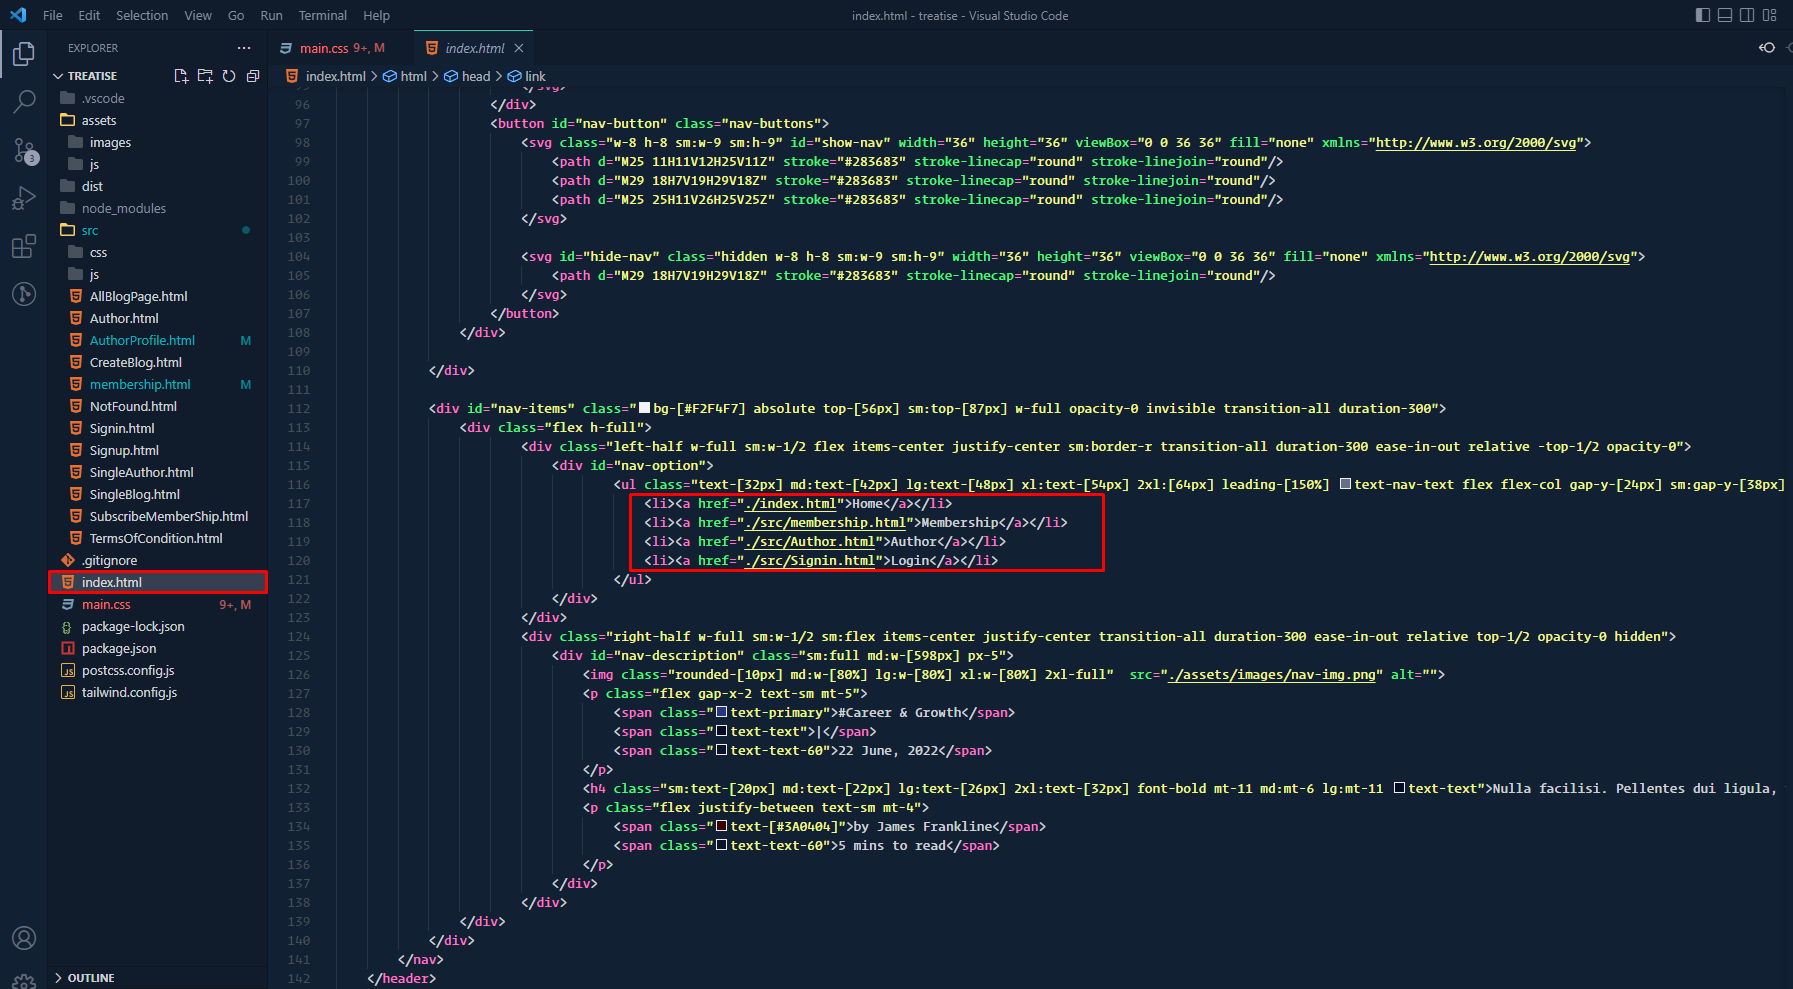 File Edit Selection View Go Run Terminal Help
index.html - treatise - Visual Studio Code
EXPLORER
main.css 9+, M
index.html
TREATISE
index.html > html > head > link
.vscode
assets
images
js
dist
node_modules
src
css
js
AllBlogPage.html
Author.html
AuthorProfile.html M
CreateBlog.html
membership.html M
NotFound.html
Signin.html
Signup.html
SingleAuthor.html
SingleBlog.html
SubscribeMemberShip.html
TermsOfCondition.html
.gitignore
index.html
main.css 9+, M
package-lock.json
package.json
JS postcss.config.js
JS tailwind.config.js
OUTLINE
3
95 </svg>
96 </div>
97 <button id="nav-button" class="nav-buttons">
98 <svg class="w-8 h-8 sm:w-9 sm:h-9" id="show-nav" width="36" height="36" viewBox="0 0 36 36" fill="none" xmlns="http://www.w3.org/2000/svg">
99 <path d="M25 11H11V12H25V11Z" stroke="#283683" stroke-linecap="round" stroke-linejoin="round"/>
100 <path d="M29 18H7V19H29V18Z" stroke="#283683" stroke-linecap="round" stroke-linejoin="round"/>
101 <path d="M25 25H11V26H25V25Z" stroke="#283683" stroke-linecap="round" stroke-linejoin="round"/>
102 </svg>
103
104 <svg id="hide-nav" class="hidden w-8 h-8 sm:w-9 sm:h-9" width="36" height="36" viewBox="0 0 36 36" fill="none" xmlns="http://www.w3.org/2000/svg">
105 <path d="M29 18H7V19H29V18Z" stroke="#283683" stroke-linecap="round" stroke-linejoin="round"/>
106 </svg>
107 </button>
108 </div>
109
110 </div>
111
112 <div id="nav-items" class="bg-[#F2F4F7] absolute top-[56px] sm:top-[87px] w-full opacity-0 invisible transition-all duration-300">
113 <div class="flex h-full">
114 <div class="left-half w-full sm:w-1/2 flex items-center justify-center sm:border-r transition-all duration-300 ease-in-out relative -top-1/2 opacity-0">
115 <div id="nav-option">
116 <ul class="text-[32px] md:text-[42px] lg:text-[48px] xl:text-[54px] 2xl:[64px] leading-[150%] text-nav-text flex flex-col gap-y-[24px] sm:gap-y-[38px]
117 <li><a href="./index.html">Home</a></li>
118 <li><a href="./src/membership.html">Membership</a></li>
119 <li><a href="./src/Author.html">Author</a></li>
120 <li><a href="./src/Signin.html">Login</a></li>
121 </ul>
122 </div>
123 </div>
124 <div class="right-half w-full sm:w-1/2 sm:flex items-center justify-center transition-all duration-300 ease-in-out relative top-1/2 opacity-0 hidden">
125 <div id="nav-description" class="sm:full md:w-[598px] px-5">
126 <img class="rounded-[10px] md:w-[80%] lg:w-[80%] xl:w-[80%] 2xl-full" src="./assets/images/nav-img.png" alt="">
127 <p class="flex gap-x-2 text-sm mt-5">
128 <span class="text-primary">#Career & Growth</span>
129 <span class="text-text">|</span>
130 <span class="text-text-60">22 June, 2022</span>
131 </p>
132 <h4 class="sm:text-[20px] md:text-[22px] lg:text-[26px] 2xl:text-[32px] font-bold mt-11 md:mt-6 lg:mt-11 text-text">Nulla facilisi. Pellentes dui ligula,
133 <p class="flex justify-between text-sm mt-4">
134 <span class="text-[#3A0404]">by James Frankline</span>
135 <span class="text-text-60">5 mins to read</span>
136 </p>
137 </div>
138 </div>
139 </div>
140 </div>
141 </nav>
142 </header>